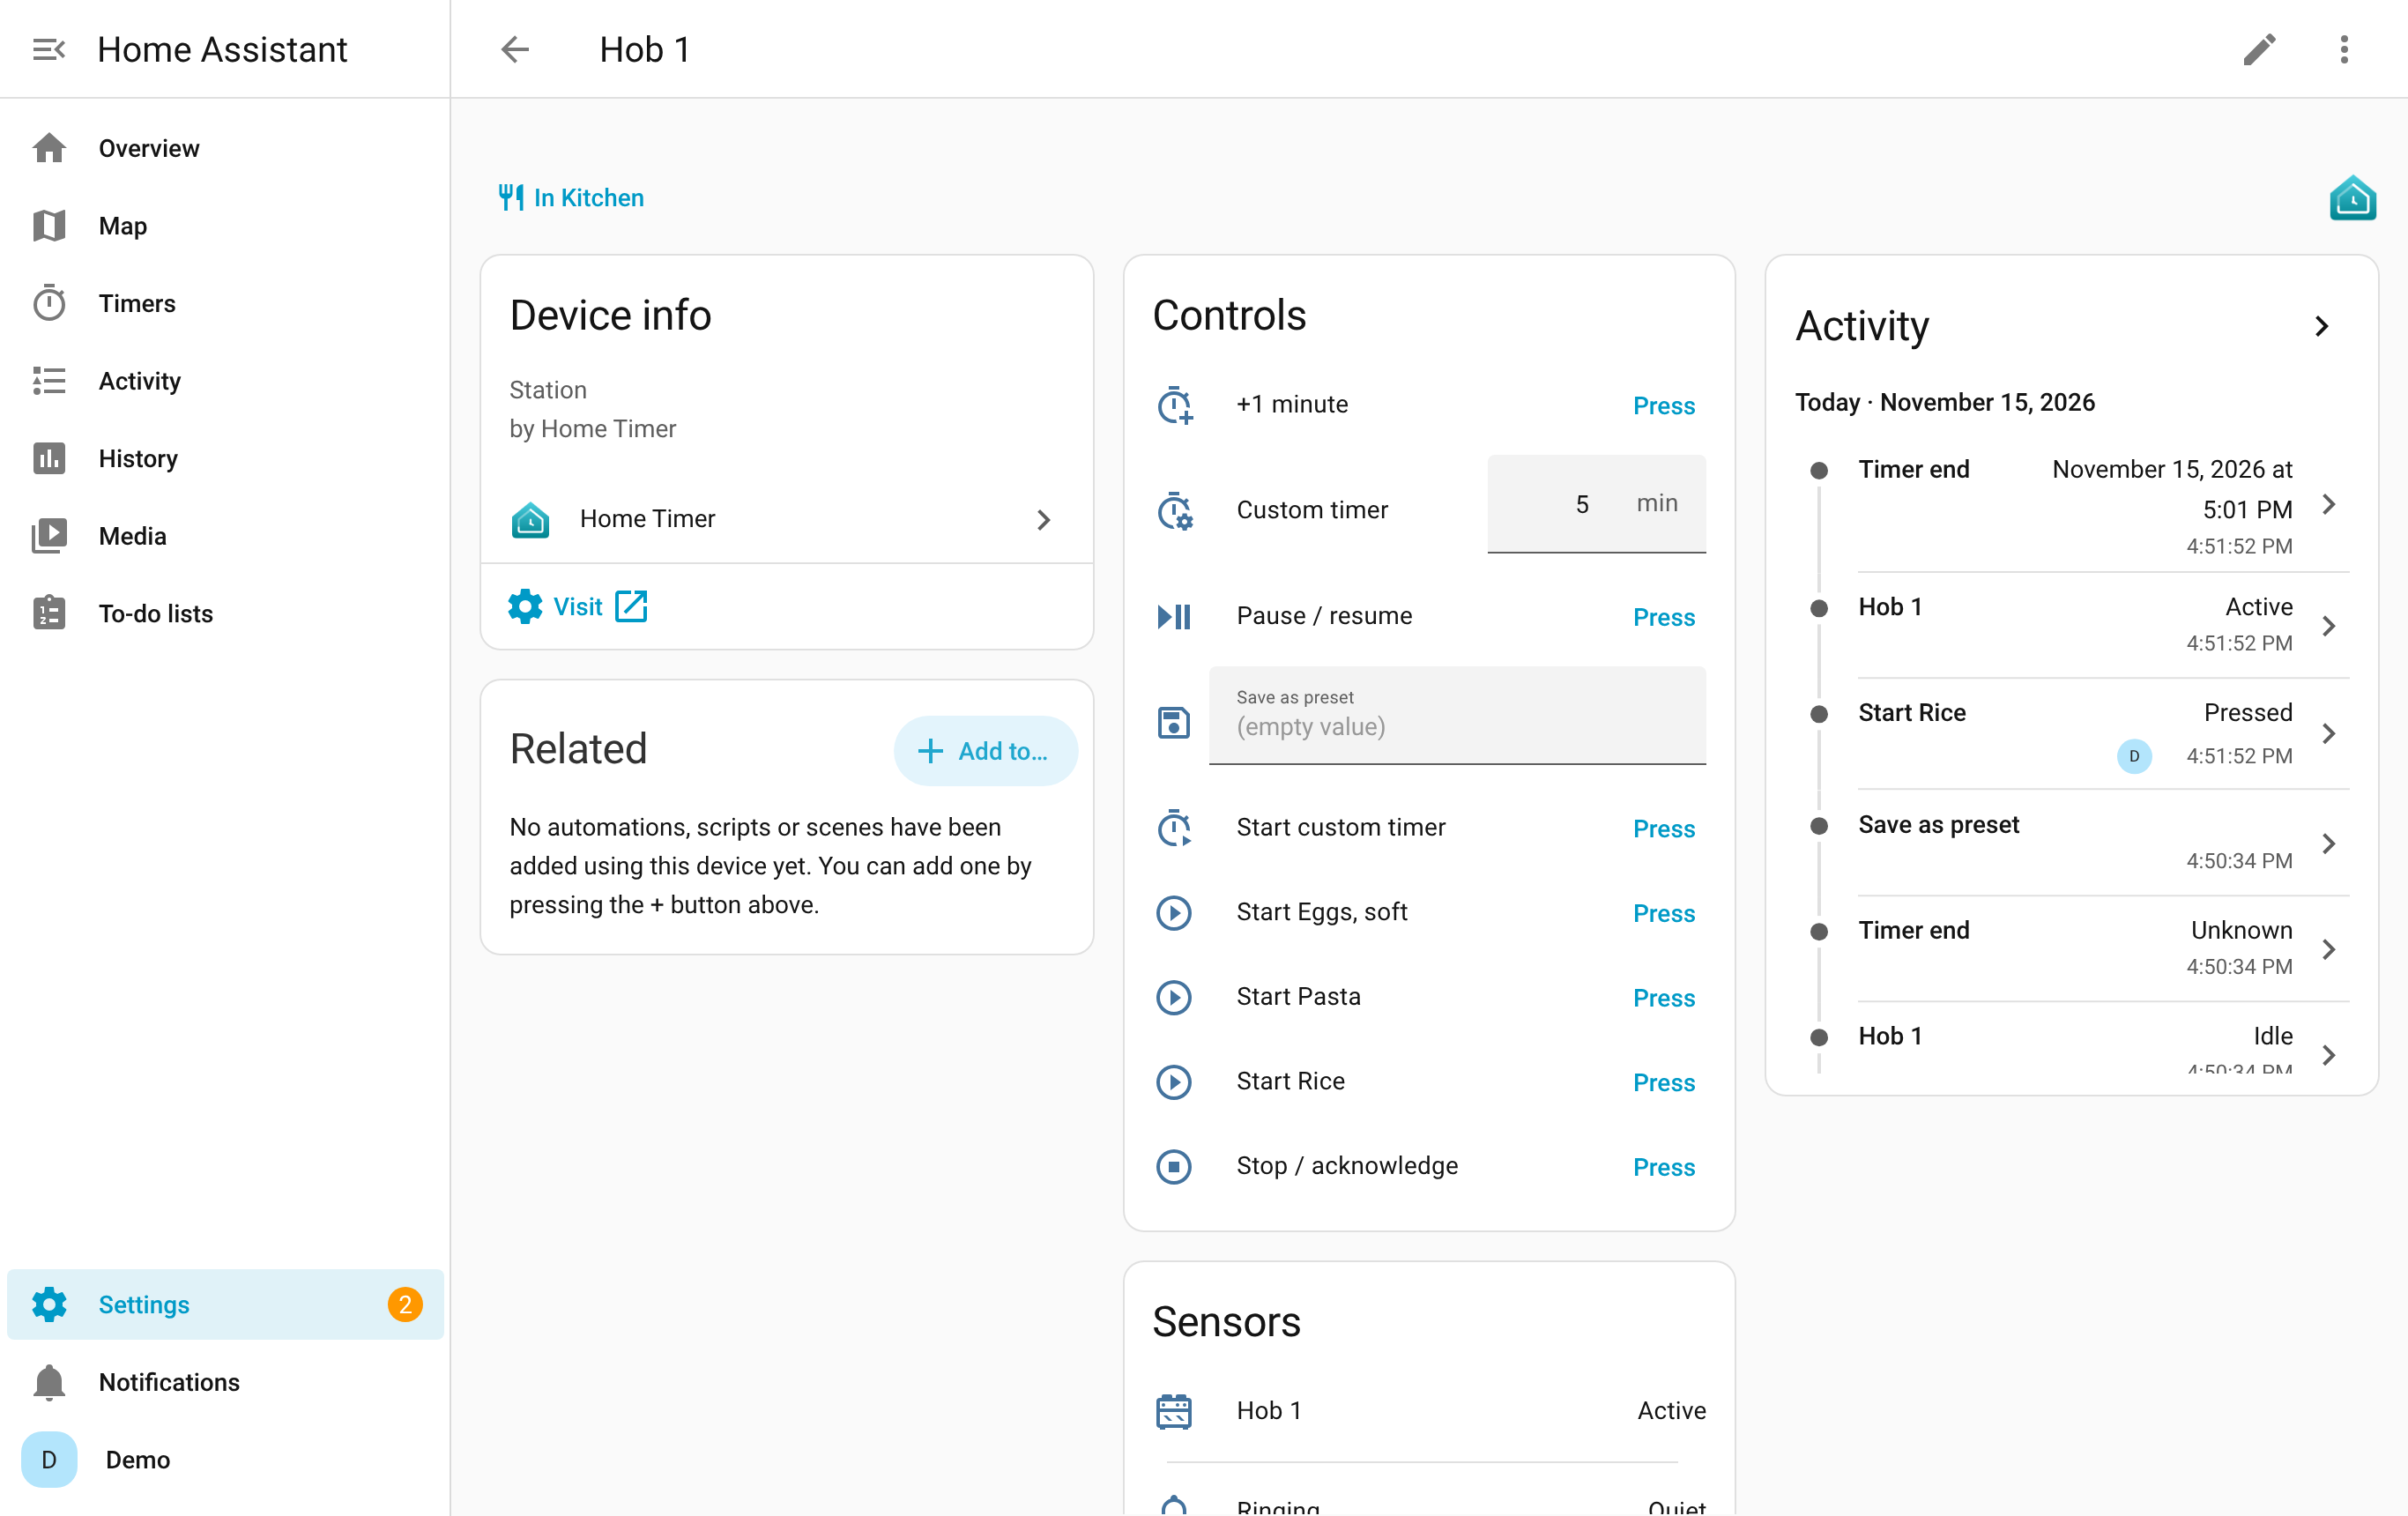 Home Assistant
Hob 1
Overview
Map
Timers
Activity
History
Media
To-do lists
Settings
2
Notifications
D
Demo
In Kitchen
Device info
Station
by Home Timer
Home Timer
Visit
Related
Add to...
No automations, scripts or scenes have been
added using this device yet. You can add one by
pressing the + button above.
Controls
+1 minute
Press
Custom timer
5 min
Pause / resume
Press
Save as preset
(empty value)
Start custom timer
Press
Start Eggs, soft
Press
Start Pasta
Press
Start Rice
Press
Stop / acknowledge
Press
Sensors
Hob 1
Active
Ringing
Quiet
Activity
Today · November 15, 2026
Timer end
November 15, 2026 at
5:01 PM
4:51:52 PM
Hob 1
Active
4:51:52 PM
Start Rice
Pressed
D
4:51:52 PM
Save as preset
4:50:34 PM
Timer end
Unknown
4:50:34 PM
Hob 1
Idle
4:50:34 PM